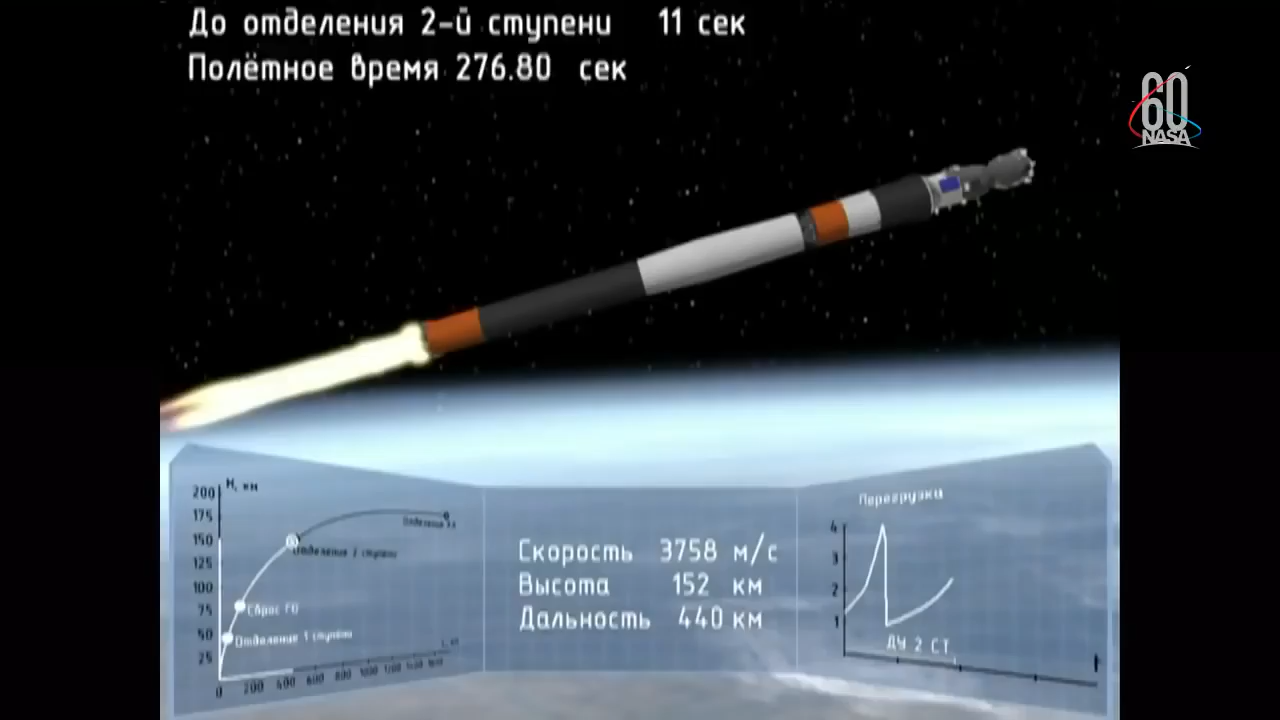 До отделения 2-й ступени 11 сек
Полётное время 276.80 сек
60
NASA
Н, км
200
175
150
125
100
75
50
25
Отделение
Отделение 2 ступени
Сброс ГО
Отделение 1 ступени
0 200 400 600 800 1000 1200 1400 1600
Скорость 3758 м/с
Высота 152 км
Дальность 440 км
Перегрузки
4
3
2
1
ДУ 2 СТ.